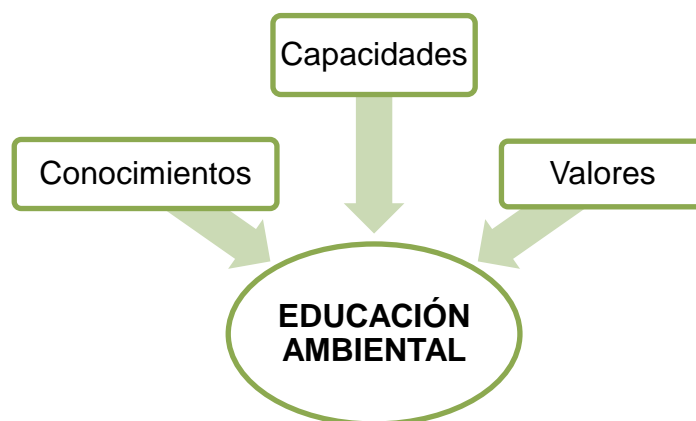 Capacidades
Conocimientos
Valores
EDUCACIÓN
AMBIENTAL